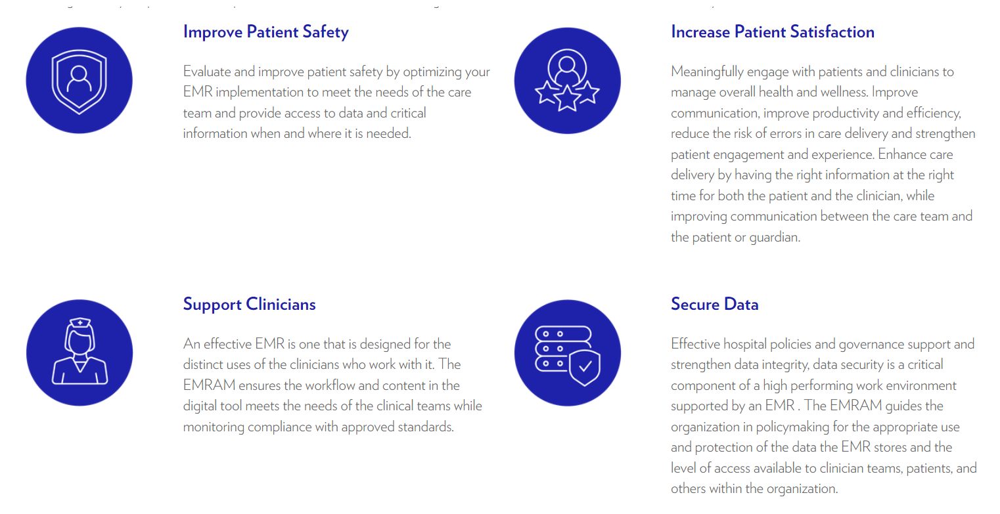 Improve Patient Safety
Evaluate and improve patient safety by optimizing your
EMR implementation to meet the needs of the care
team and provide access to data and critical
information when and where it is needed.
Increase Patient Satisfaction
Meaningfully engage with patients and clinicians to
manage overall health and wellness. Improve
communication, improve productivity and efficiency,
reduce the risk of errors in care delivery and strengthen
patient engagement and experience. Enhance care
delivery by having the right information at the right
time for both the patient and the clinician, while
improving communication between the care team and
the patient or guardian.
Support Clinicians
An effective EMR is one that is designed for the
distinct uses of the clinicians who work with it. The
EMRAM ensures the workflow and content in the
digital tool meets the needs of the clinical teams while
monitoring compliance with approved standards.
Secure Data
Effective hospital policies and governance support and
strengthen data integrity, data security is a critical
component of a high performing work environment
supported by an EMR . The EMRAM guides the
organization in policymaking for the appropriate use
and protection of the data the EMR stores and the
level of access available to clinician teams, patients, and
others within the organization.